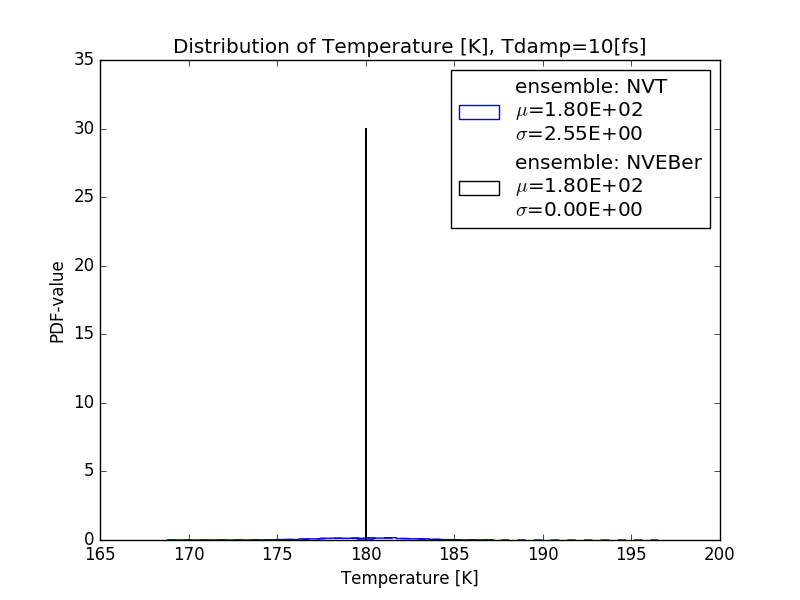 Distribution of Temperature [K], Tdamp=10[fs]
35
30
25
20
15
10
5
0
PDF-value
ensemble: NVT
μ=1.80E+02
σ=2.55E+00
ensemble: NVEBer
μ=1.80E+02
σ=0.00E+00
165 170 175 180 185 190 195 200
Temperature [K]